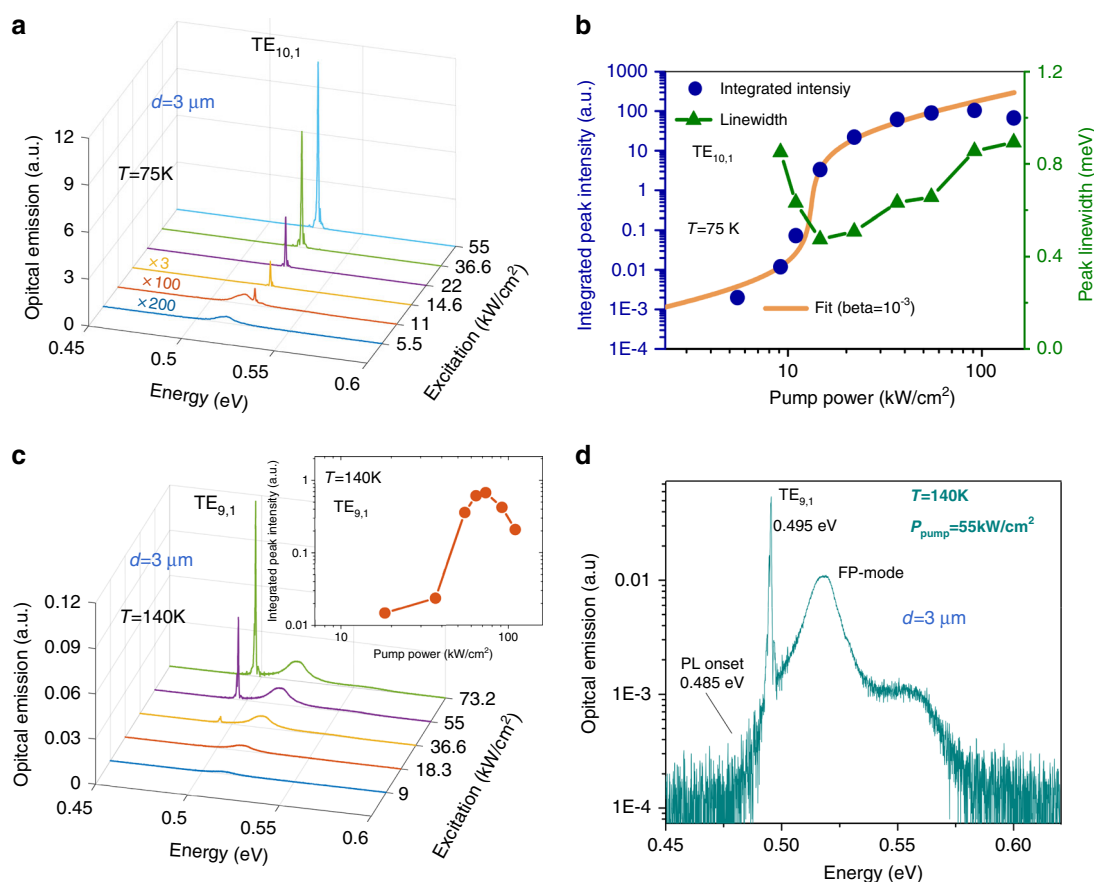 a
TE10,1
d=3 μm
T=75K
Opitcal emission (a.u.)
12
9
6
3
0
×3
×100
×200
55
36.6
22
14.6
11
5.5
Excitation (kW/cm²)
0.45
0.5
0.55
0.6
Energy (eV)
b
Integrated peak intensity (a.u.)
1000
100
10
1
0.1
0.01
1E-3
1E-4
Integrated intensiy
Linewidth
TE10,1
T=75 K
Fit (beta=10⁻³)
1.2
0.8
0.4
0.0
Peak linewidth (meV)
10
100
Pump power (kW/cm²)
c
TE9,1
d=3 μm
T=140K
Opitcal emission (a.u.)
0.12
0.09
0.06
0.03
0
73.2
55
36.6
18.3
9
Excitation (kW/cm²)
0.45
0.5
0.55
0.6
Energy (eV)
Integrated peak intensity (a.u.)
1
0.1
0.01
T=140K
TE9,1
10
100
Pump power (kW/cm²)
d
TE9,1
0.495 eV
T=140K
Ppump=55kW/cm²
FP-mode
d=3 μm
PL onset
0.485 eV
Opitcal emission (a.u)
0.01
1E-3
1E-4
0.45
0.50
0.55
0.60
Energy (eV)